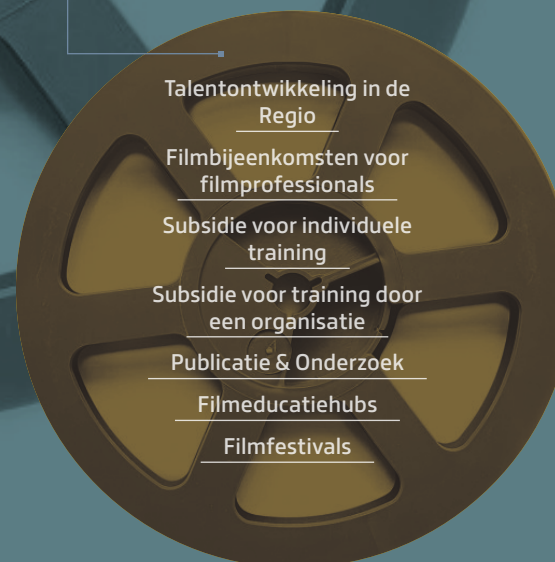 Talentontwikkeling in de
Regio
Filmbijeenkomsten voor
filmprofessionals
Subsidie voor individuele
training
Subsidie voor training door
een organisatie
Publicatie & Onderzoek
Filmeducatiehubs
Filmfestivals